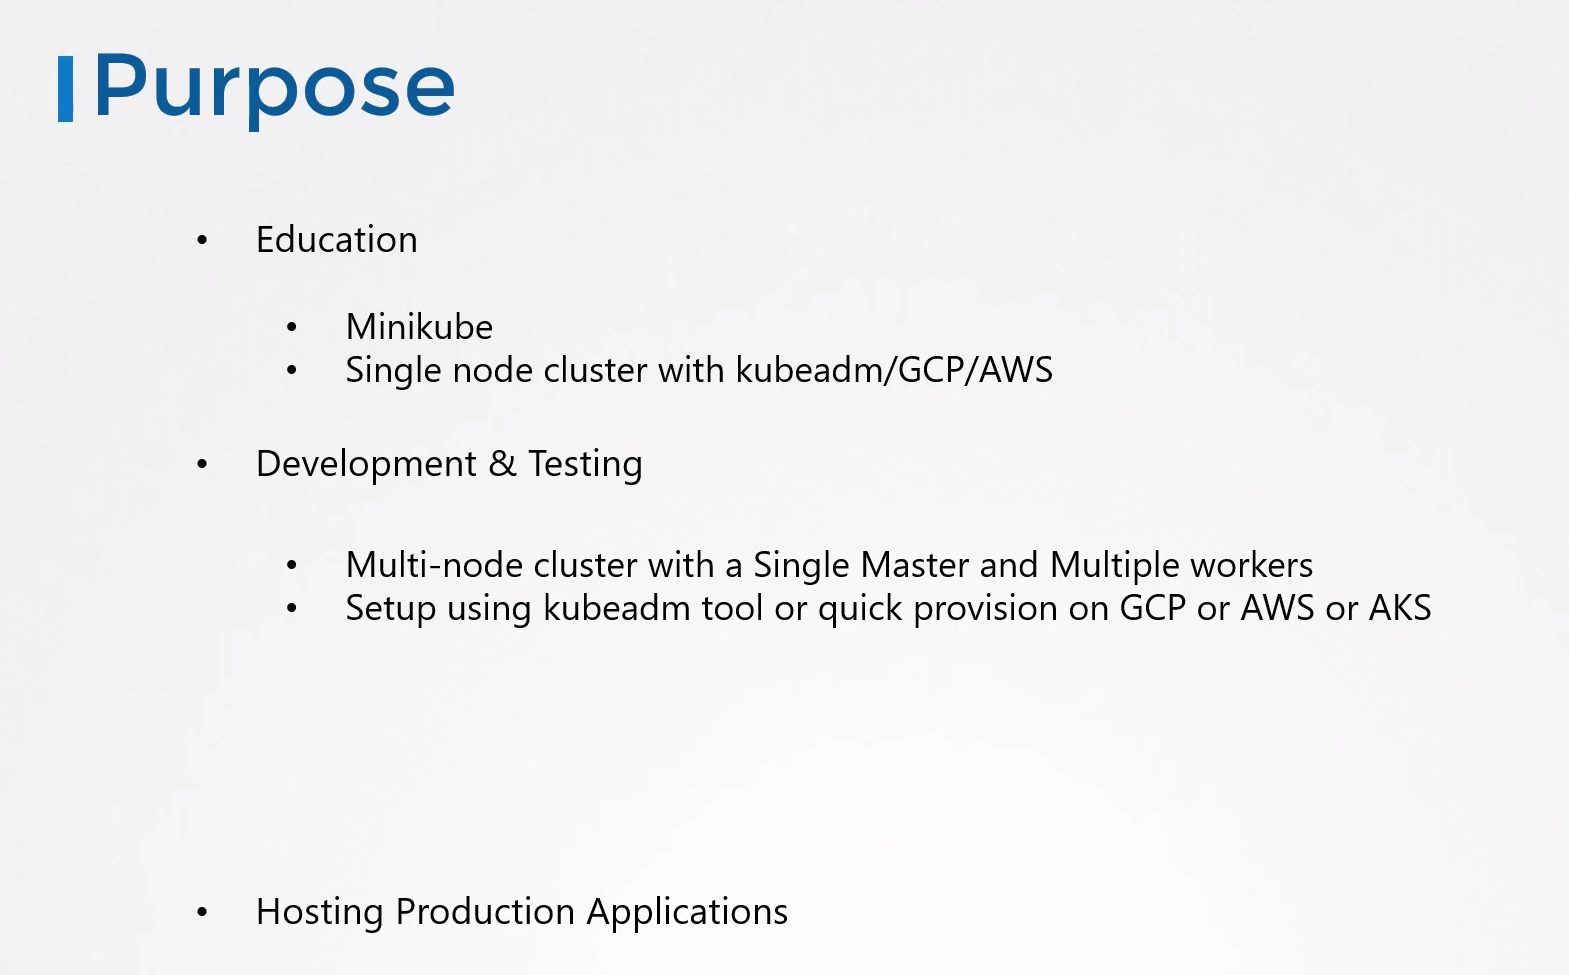 Purpose
• Education
• Minikube
• Single node cluster with kubeadm/GCP/AWS
• Development & Testing
• Multi-node cluster with a Single Master and Multiple workers
• Setup using kubeadm tool or quick provision on GCP or AWS or AKS
• Hosting Production Applications